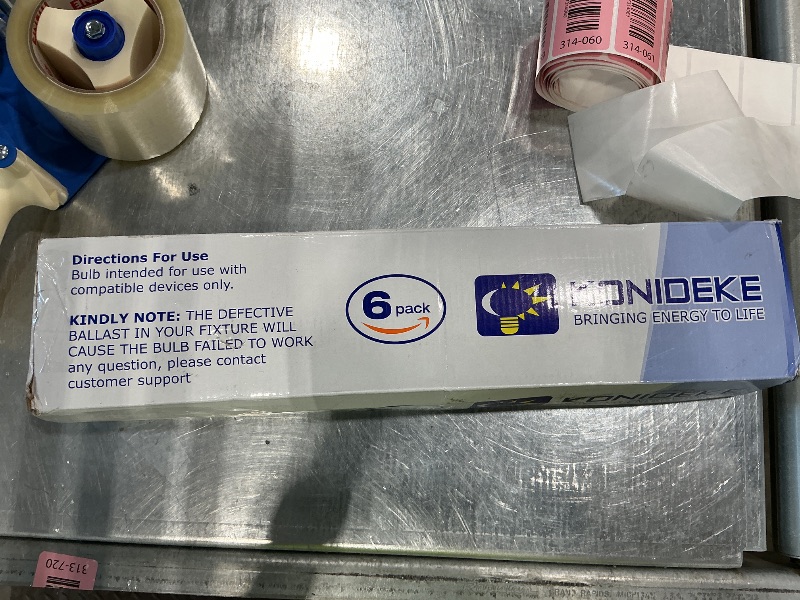 314-060
314-061
Directions For Use
Bulb intended for use with
compatible devices only.
KINDLY NOTE: THE DEFECTIVE
BALLAST IN YOUR FIXTURE WILL
CAUSE THE BULB FAILED TO WORK
any question, please contact
customer support
6 pack
KONIDEKE
BRINGING ENERGY TO LIFE
KONIDEKE
313-720